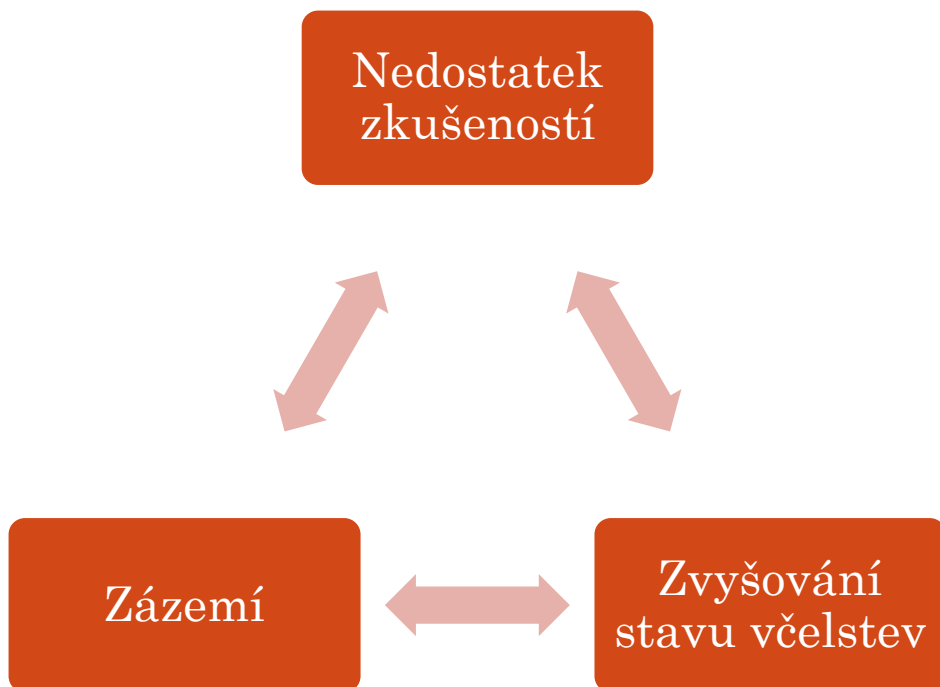 Nedostatek
zkušeností
Zázemí
Zvyšování
stavu včelstev